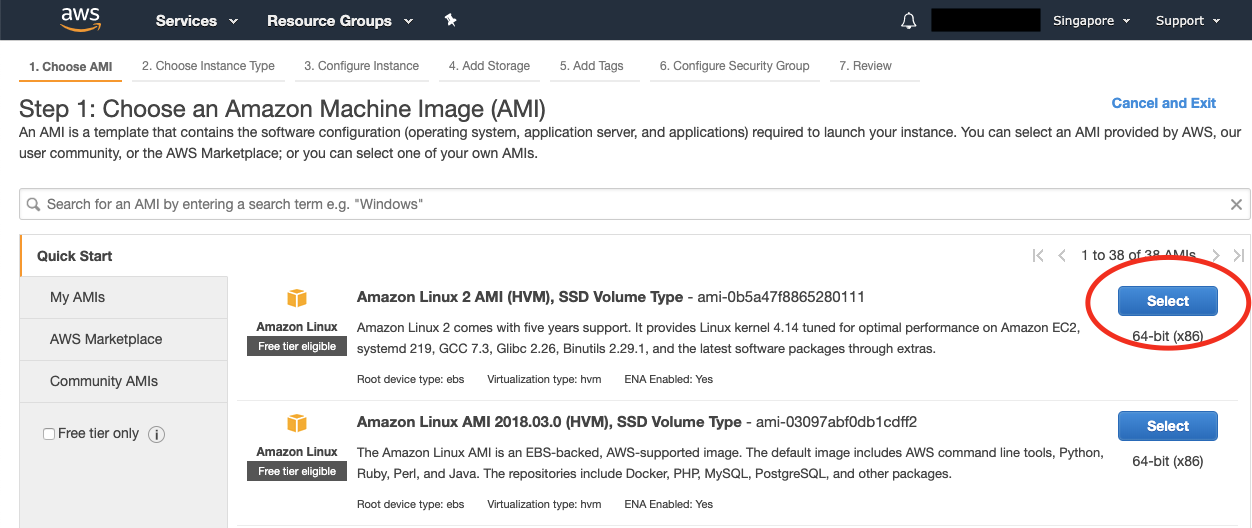 aws Services Resource Groups Singapore Support
1. Choose AMI 2. Choose Instance Type 3. Configure Instance 4. Add Storage 5. Add Tags 6. Configure Security Group 7. Review
Step 1: Choose an Amazon Machine Image (AMI)
Cancel and Exit
An AMI is a template that contains the software configuration (operating system, application server, and applications) required to launch your instance. You can select an AMI provided by AWS, our
user community, or the AWS Marketplace; or you can select one of your own AMIs.
Search for an AMI by entering a search term e.g. "Windows"
Quick Start
1 to 38 of 38 AMIs
My AMIs
AWS Marketplace
Community AMIs
Free tier only
Amazon Linux
Free tier eligible
Amazon Linux 2 AMI (HVM), SSD Volume Type - ami-0b5a47f8865280111
Amazon Linux 2 comes with five years support. It provides Linux kernel 4.14 tuned for optimal performance on Amazon EC2,
systemd 219, GCC 7.3, Glibc 2.26, Binutils 2.29.1, and the latest software packages through extras.
Root device type: ebs Virtualization type: hvm ENA Enabled: Yes
Select
64-bit (x86)
Amazon Linux
Free tier eligible
Amazon Linux AMI 2018.03.0 (HVM), SSD Volume Type - ami-03097abf0db1cdff2
The Amazon Linux AMI is an EBS-backed, AWS-supported image. The default image includes AWS command line tools, Python,
Ruby, Perl, and Java. The repositories include Docker, PHP, MySQL, PostgreSQL, and other packages.
Root device type: ebs Virtualization type: hvm ENA Enabled: Yes
Select
64-bit (x86)